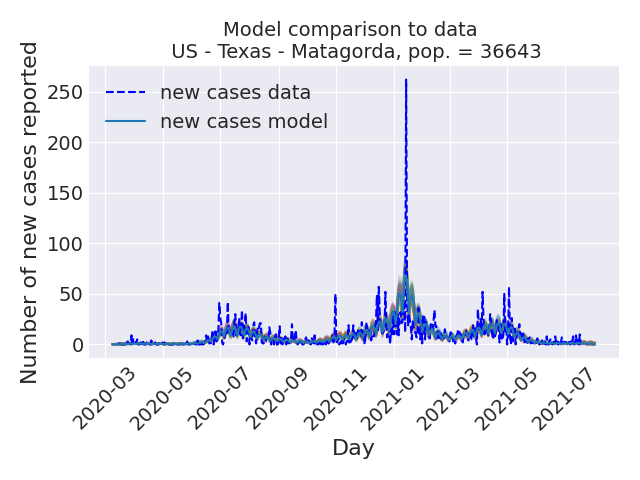 Model comparison to data
US - Texas - Matagorda, pop. = 36643
Number of new cases reported
250
200
150
100
50
0
new cases data
new cases model
2020-03
2020-05
2020-07
2020-09
2020-11
2021-01
2021-03
2021-05
2021-07
Day